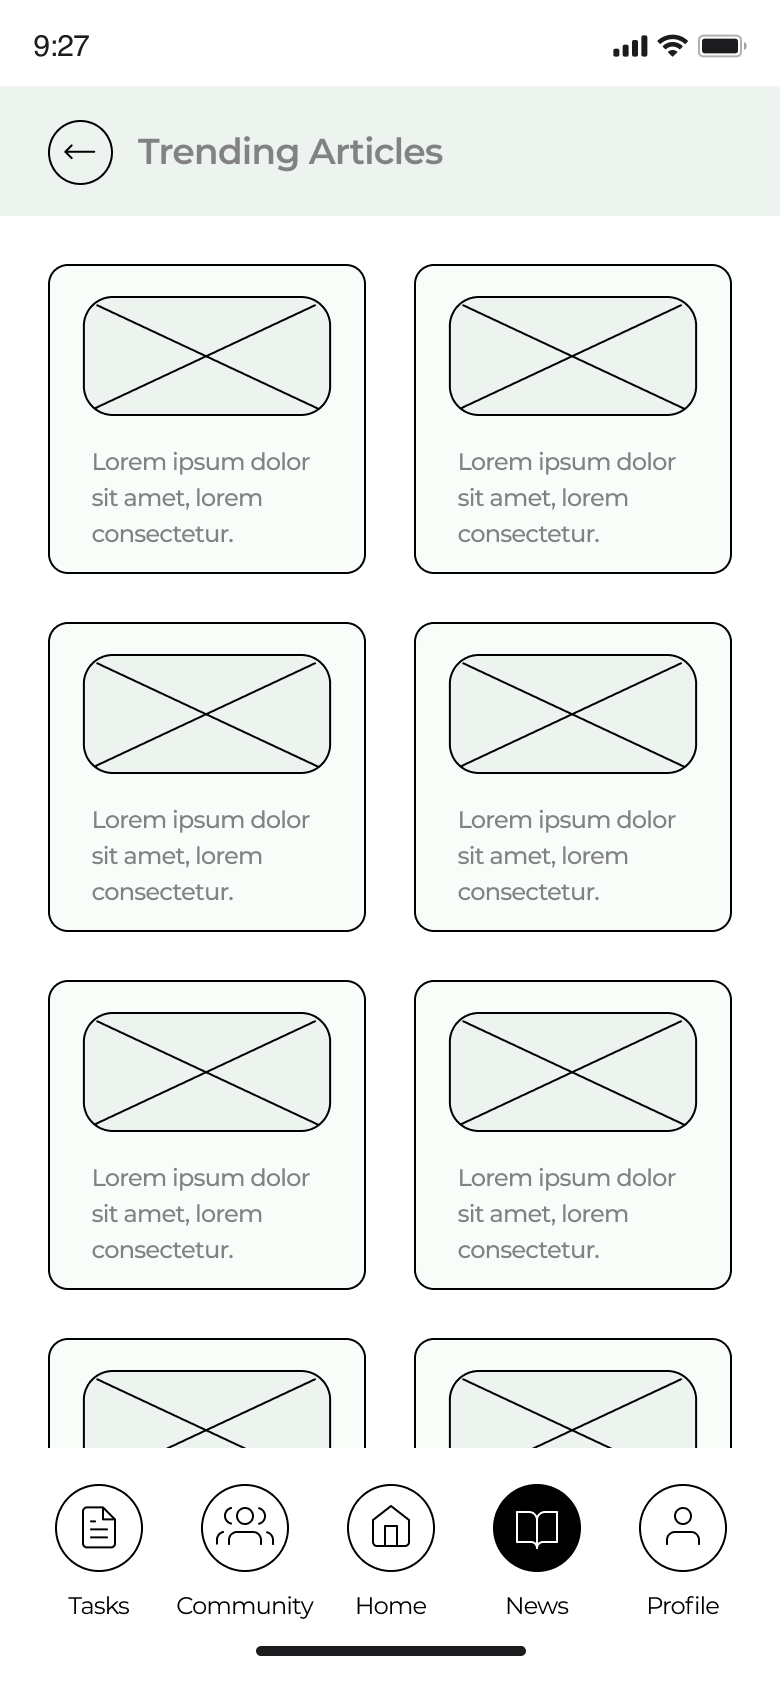 9:27
Trending Articles
Lorem ipsum dolor
sit amet, lorem
consectetur.
Lorem ipsum dolor
sit amet, lorem
consectetur.
Lorem ipsum dolor
sit amet, lorem
consectetur.
Lorem ipsum dolor
sit amet, lorem
consectetur.
Lorem ipsum dolor
sit amet, lorem
consectetur.
Lorem ipsum dolor
sit amet, lorem
consectetur.
Tasks
Community
Home
News
Profile